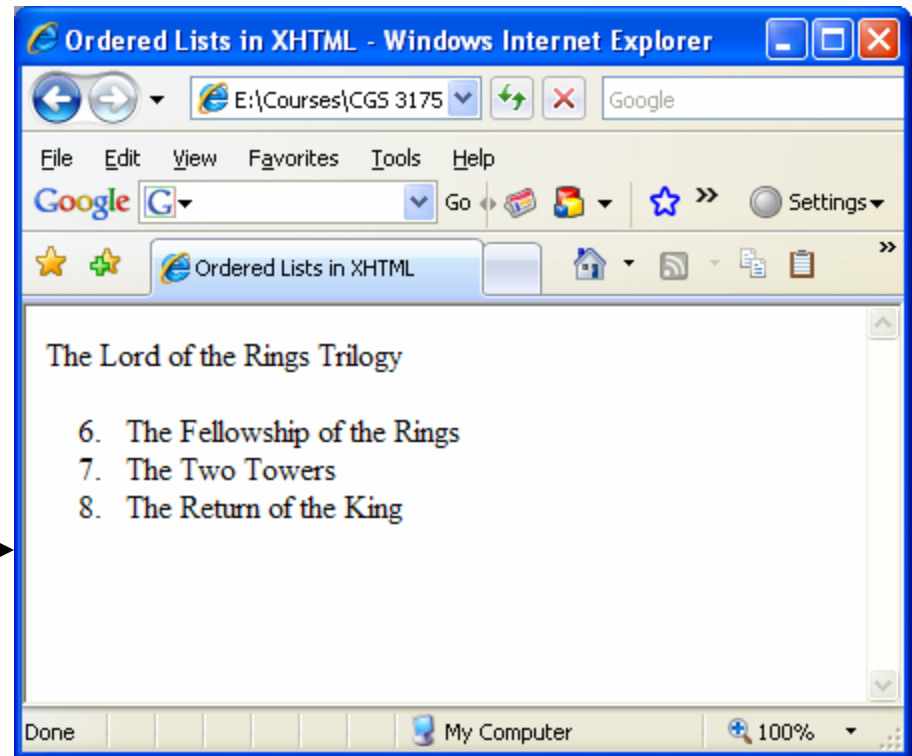 Ordered Lists in XHTML - Windows Internet Explorer
E:\Courses\CGS 3175 Google
File Edit View Favorites Tools Help
Google G Go » Settings
Ordered Lists in XHTML »
The Lord of the Rings Trilogy
6. The Fellowship of the Rings
7. The Two Towers
8. The Return of the King
Done My Computer 100%